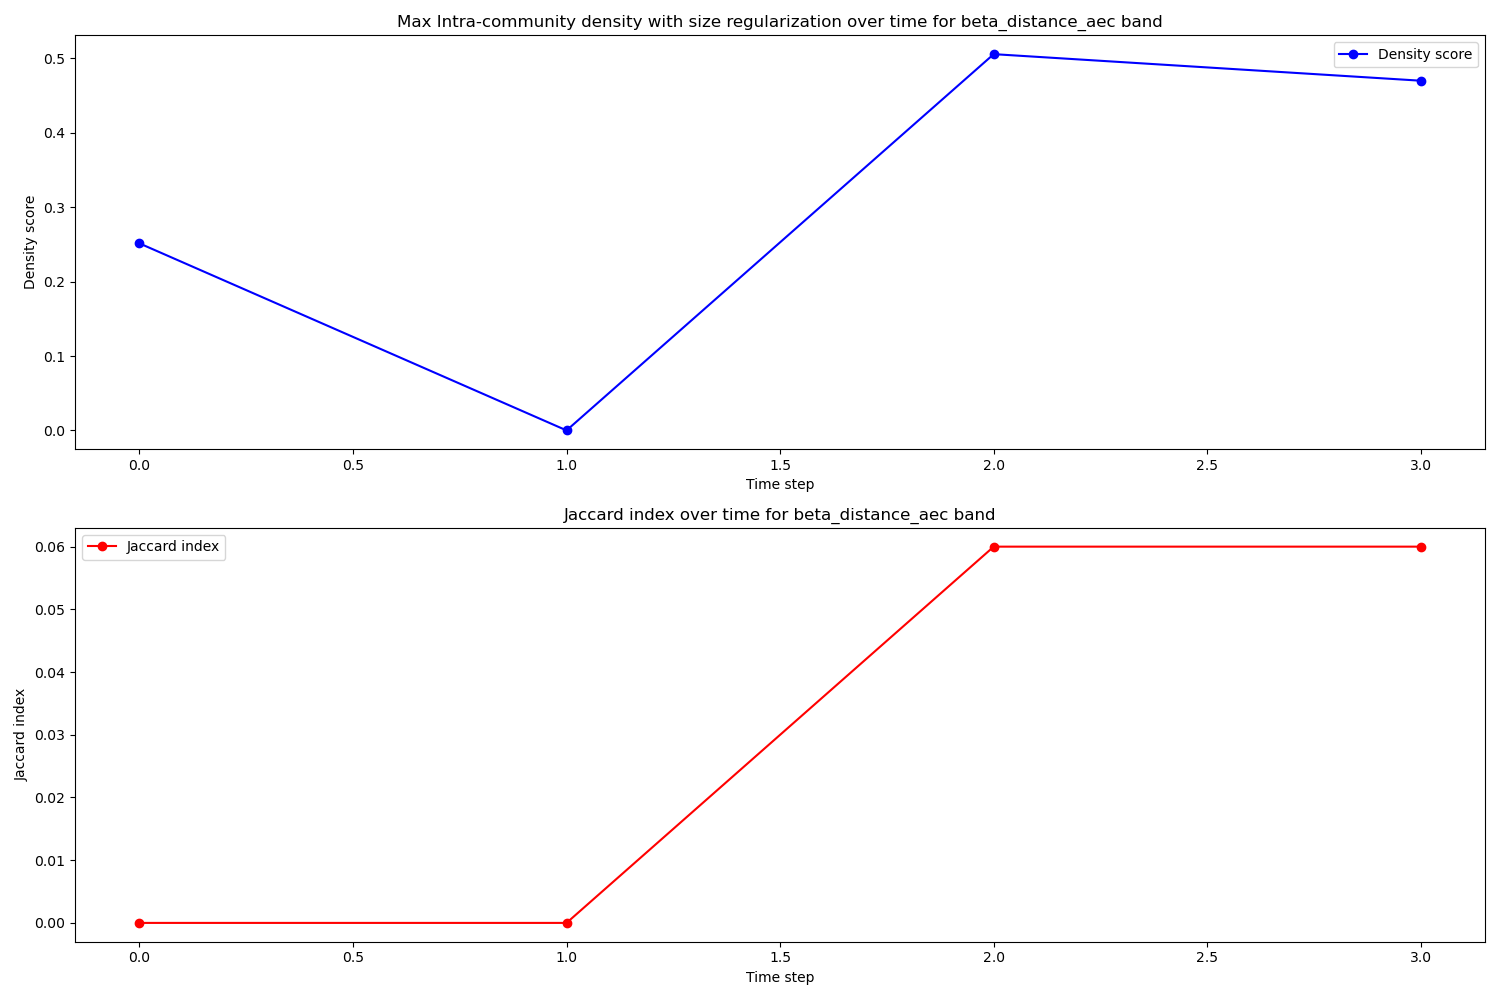 Max Intra-community density with size regularization over time for beta_distance_aec band
Density score
0.5
0.4
0.3
0.2
0.1
0.0
Density score
0.0 0.5 1.0 1.5 2.0 2.5 3.0
Time step
Jaccard index over time for beta_distance_aec band
Jaccard index
0.06
0.05
0.04
0.03
0.02
0.01
0.00
Jaccard index
0.0 0.5 1.0 1.5 2.0 2.5 3.0
Time step